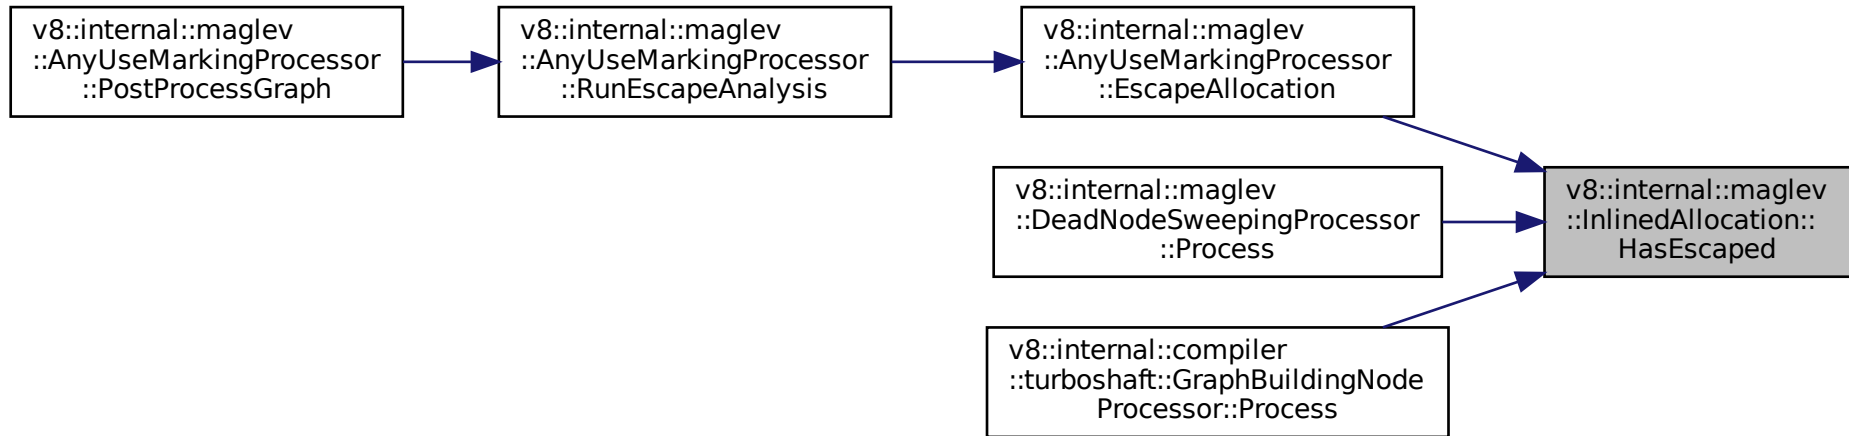 v8::internal::maglev
::AnyUseMarkingProcessor
::PostProcessGraph
v8::internal::maglev
::AnyUseMarkingProcessor
::RunEscapeAnalysis
v8::internal::maglev
::AnyUseMarkingProcessor
::EscapeAllocation
v8::internal::maglev
::DeadNodeSweepingProcessor
::Process
v8::internal::compiler
::turboshaft::GraphBuildingNode
Processor::Process
v8::internal::maglev
::InlinedAllocation::
HasEscaped